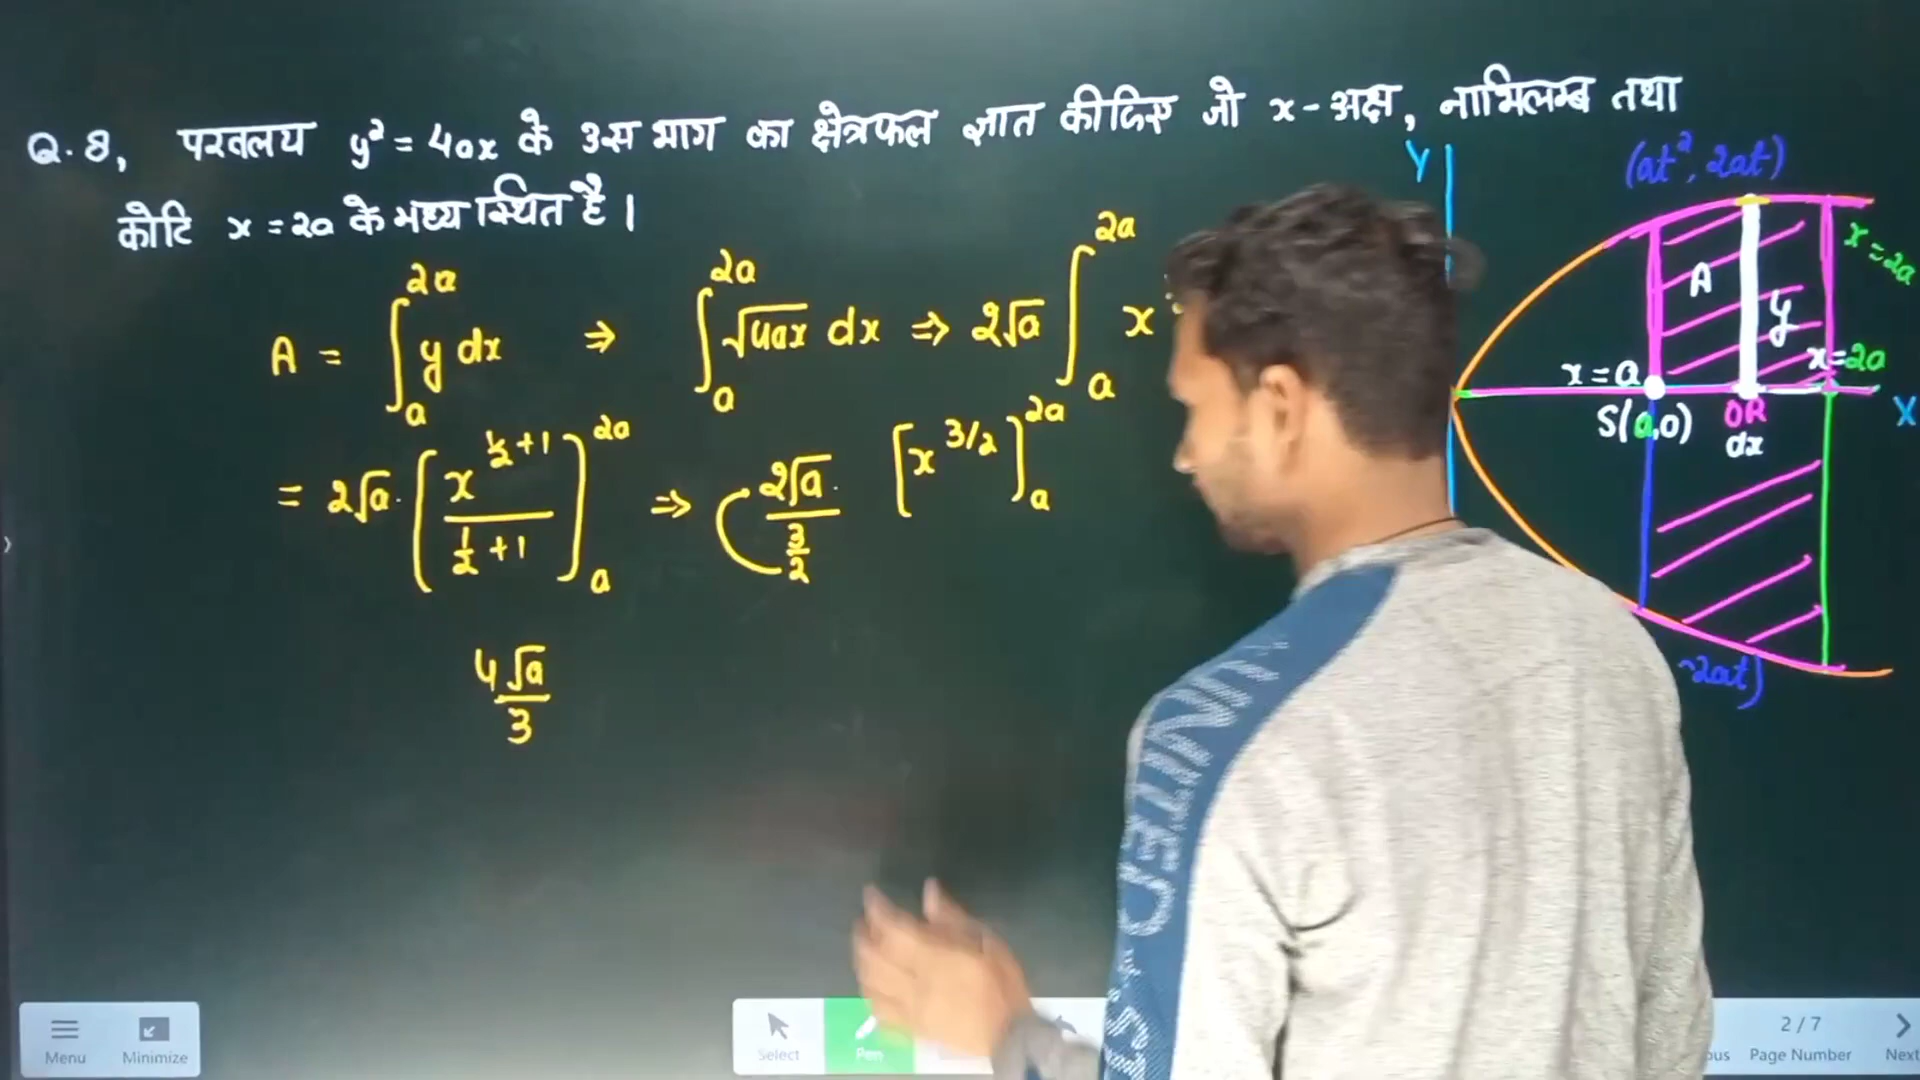 Q.8, परवलय y² = 4ax के उस भाग का क्षेत्रफल ज्ञात कीजिए जो x-अक्ष, नाभिलम्ब तथा
कोटि x = 2a के मध्य स्थित है।
A = ∫ₐ²ᵃ y dx ⇒ ∫ₐ²ᵃ √4ax dx ⇒ 2√a ∫ₐ²ᵃ x
= 2√a · [x^(1/2+1) / (1/2+1)]ₐ²ᵃ ⇒ 2√a. / (3/2) [x^(3/2)]ₐ²ᵃ
4√a / 3
Y
(at², 2at)
x=2a
A
y
x=a
x=2a
S(a,0)
OR
dx
X
2at)
UNITED
Menu
Minimize
Select
Pen
2 / 7
Page Number
Next